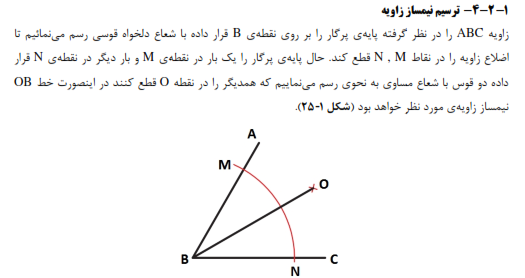 ۱-۲-۴- ترسیم نیمساز زاویه
زاویه ABC را در نظر گرفته پایه‌ی پرگار را بر روی نقطه‌ی B قرار داده با شعاع دلخواه قوسی رسم می‌نمائیم تا
اضلاع زاویه را در نقاط N , M قطع کند. حال پایه‌ی پرگار را یک بار در نقطه‌ی M و بار دیگر در نقطه‌ی N قرار
داده دو قوس با شعاع مساوی به نحوی رسم می‌نماییم که همدیگر را در نقطه O قطع کنند در اینصورت خط OB
نیمساز زاویه‌ی مورد نظر خواهد بود (شکل ۱-۲۵).
A
M
O
B
C
N